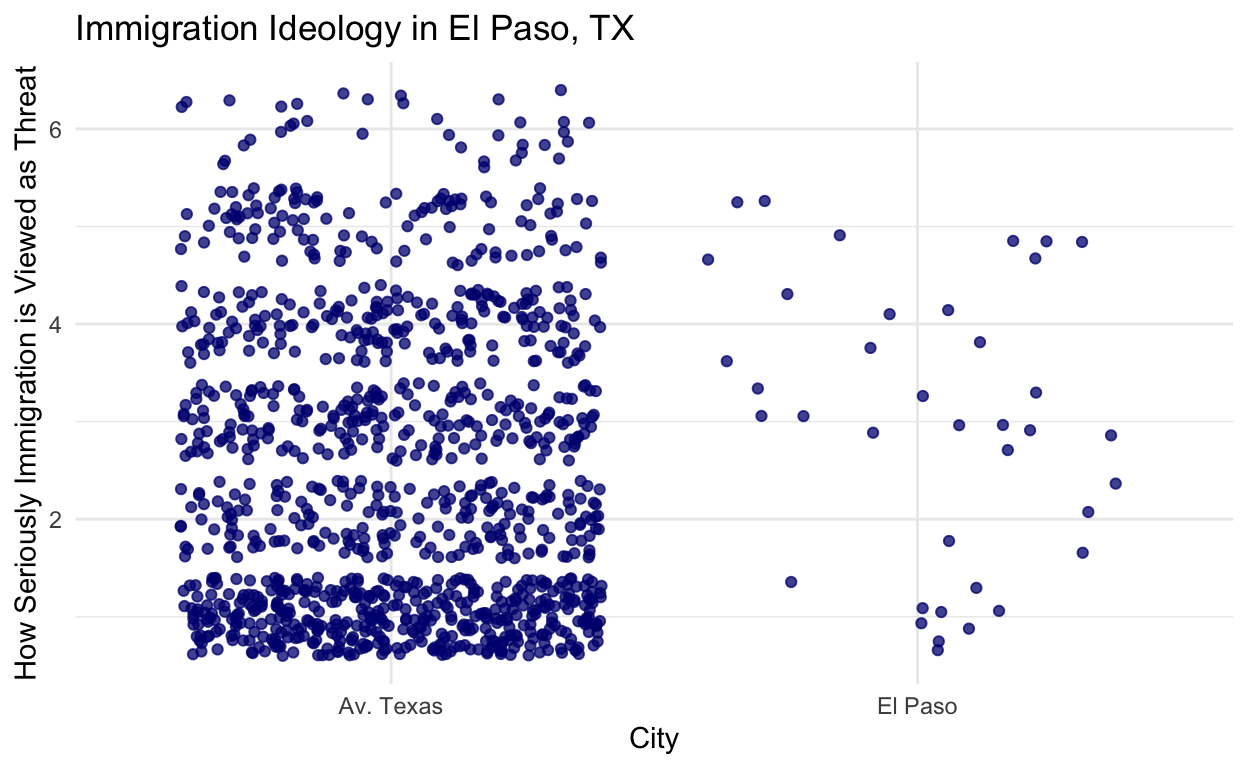 Immigration Ideology in El Paso, TX
How Seriously Immigration is Viewed as Threat
6
4
2
Av. Texas
El Paso
City